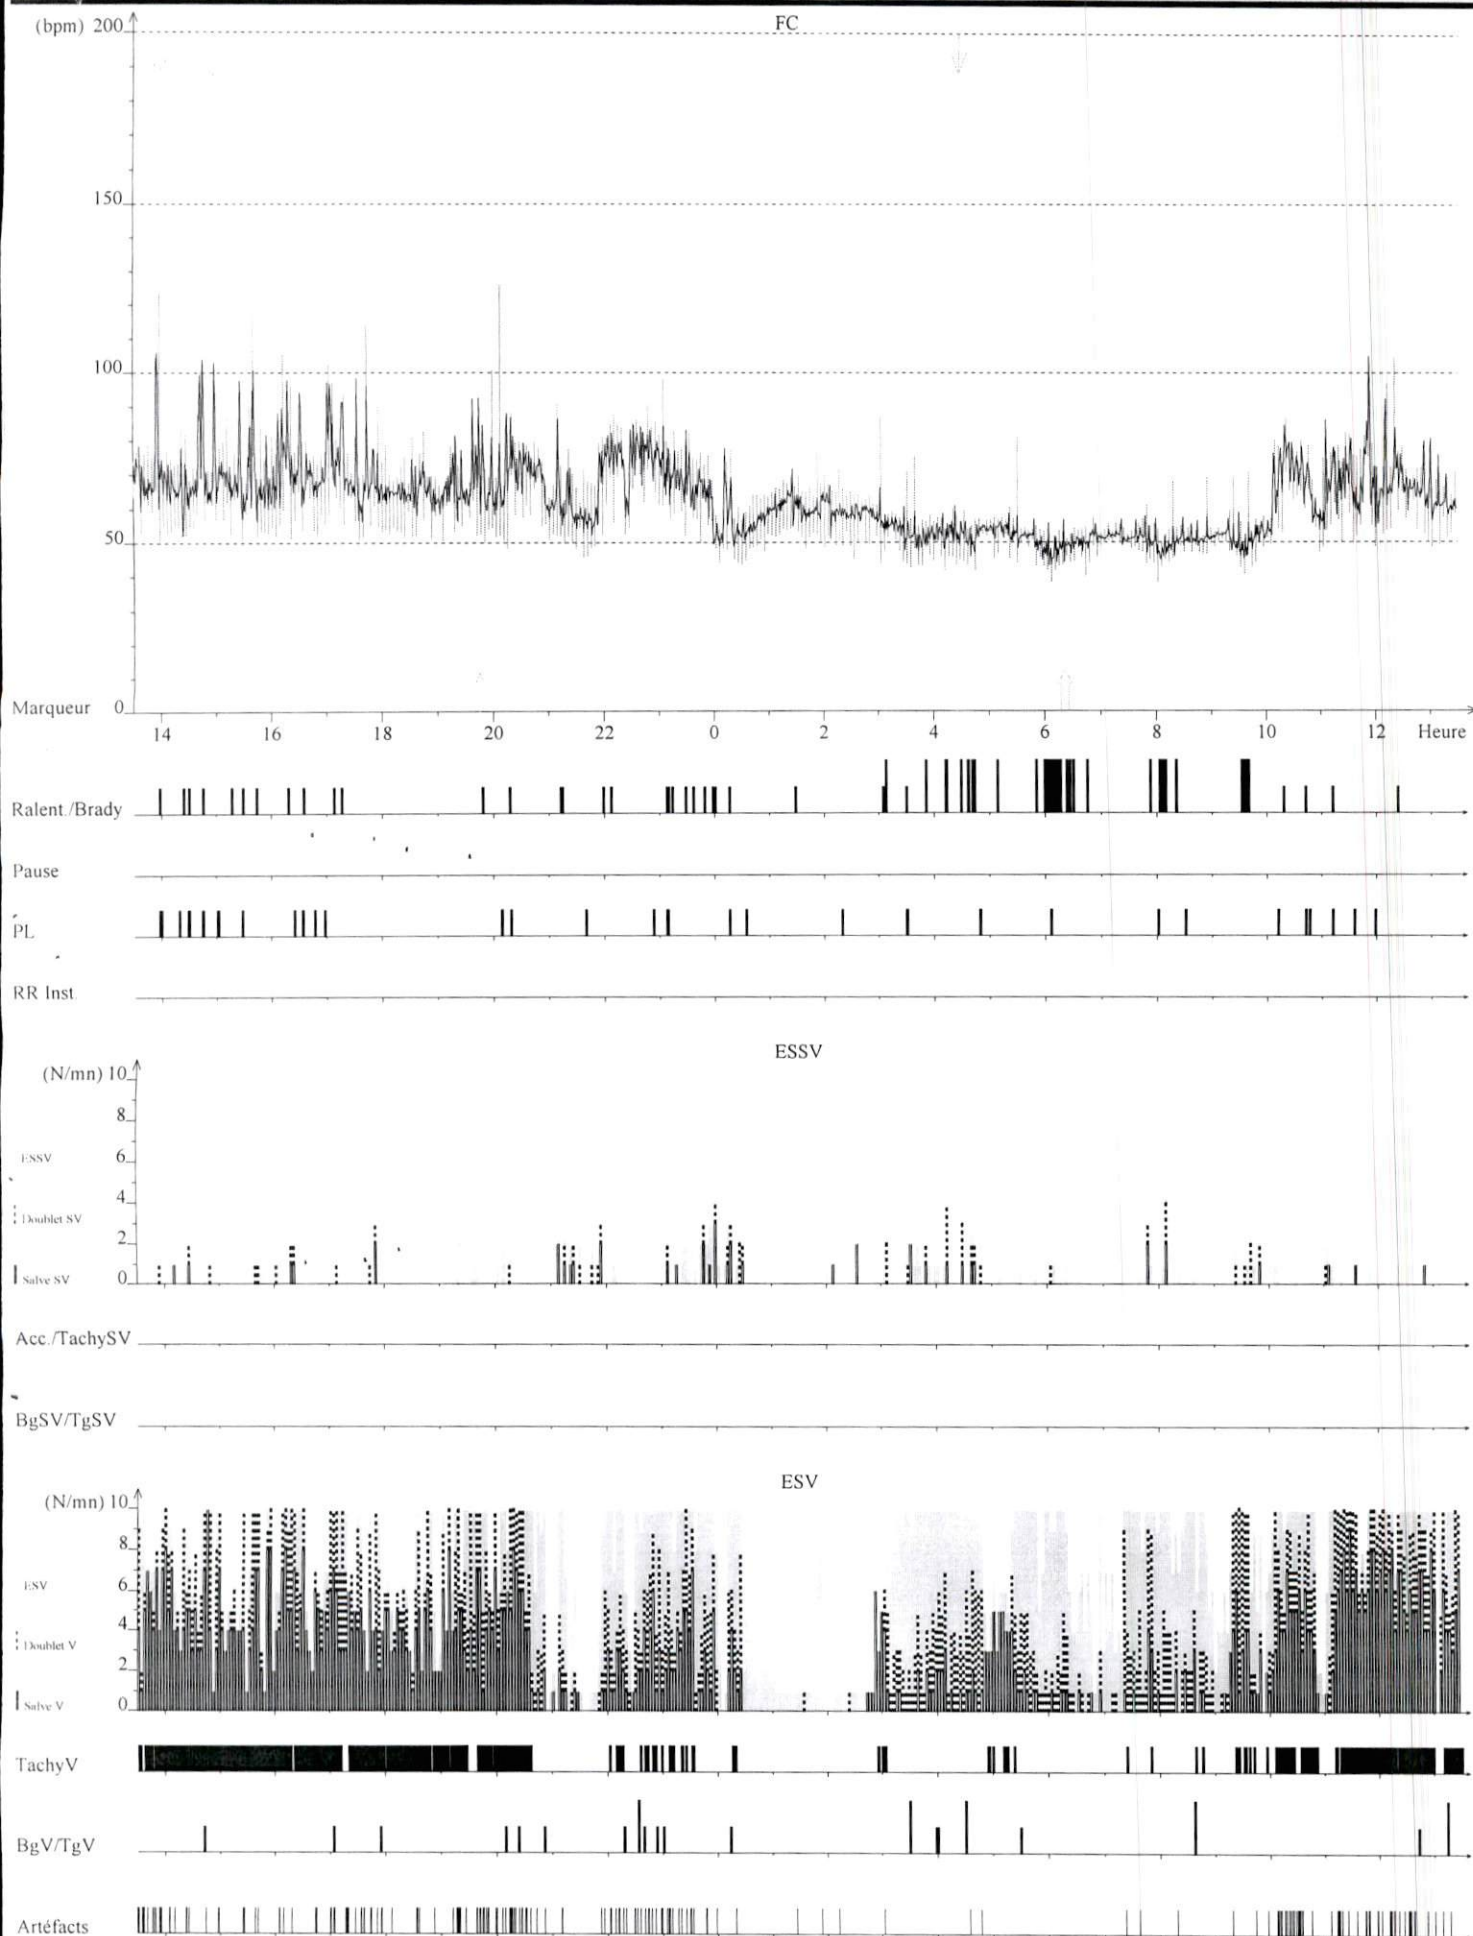 FC
(bpm) 200
150
100
50
Marqueur 0
14 16 18 20 22 0 2 4 6 8 10 12 Heure
Ralent./Brady
Pause
PL
RR Inst
ESSV
(N/mn) 10
8
ESSV 6
4
Doublet SV
2
Salve SV 0
Acc./TachySV
BgSV/TgSV
ESV
(N/mn) 10
8
ESV 6
4
Doublet V
2
Salve V 0
TachyV
BgV/TgV
Artéfacts